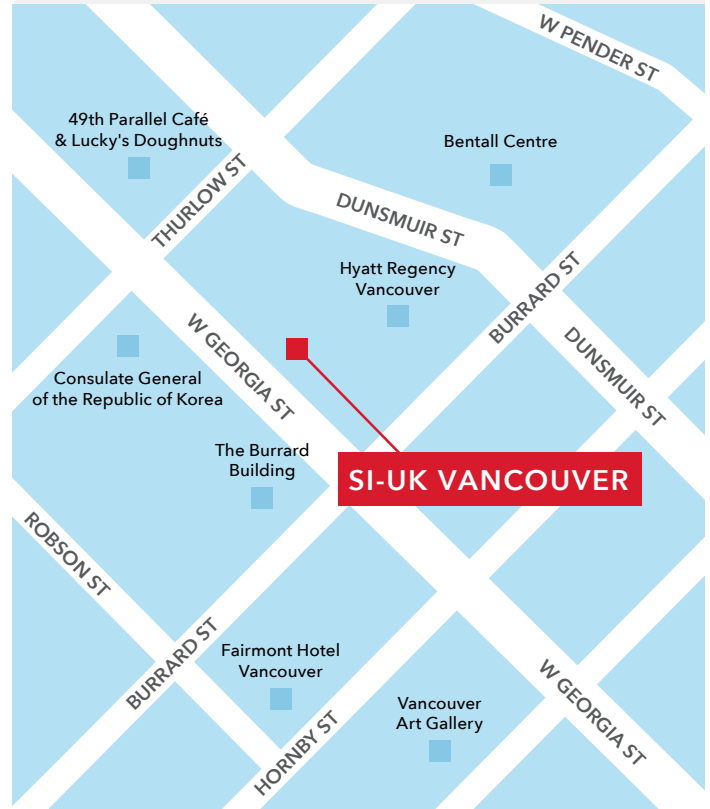 W PENDER ST
49th Parallel Café
& Lucky's Doughnuts
Bentall Centre
THURLOW ST
DUNSMUIR ST
Hyatt Regency
Vancouver
BURRARD ST
W GEORGIA ST
DUNSMUIR ST
Consulate General
of the Republic of Korea
The Burrard
Building
SI-UK VANCOUVER
ROBSON ST
BURRARD ST
Fairmont Hotel
Vancouver
HORNBY ST
Vancouver
Art Gallery
W GEORGIA ST